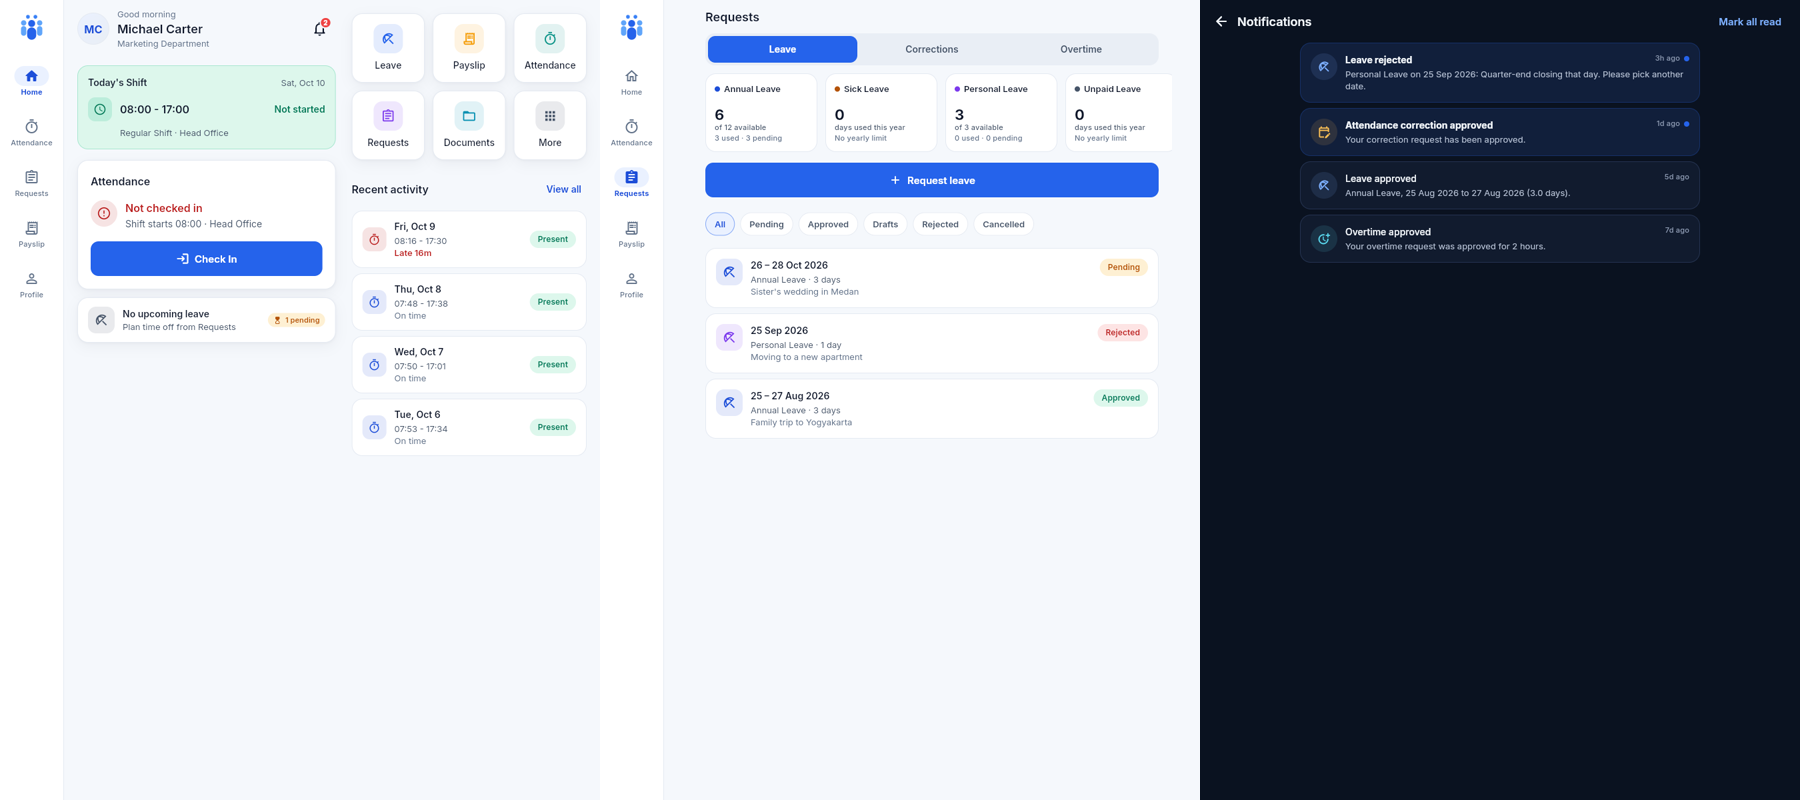 Home
Attendance
Requests
Payslip
Profile
MC
Good morning
Michael Carter
Marketing Department
2
Today's Shift
Sat, Oct 10
08:00 - 17:00
Not started
Regular Shift · Head Office
Attendance
Not checked in
Shift starts 08:00 · Head Office
Check In
No upcoming leave
Plan time off from Requests
1 pending
Leave
Payslip
Attendance
Requests
Documents
More
Recent activity
View all
Fri, Oct 9
08:16 - 17:30
Late 16m
Present
Thu, Oct 8
07:48 - 17:38
On time
Present
Wed, Oct 7
07:50 - 17:01
On time
Present
Tue, Oct 6
07:53 - 17:34
On time
Present
Home
Attendance
Requests
Payslip
Profile
Requests
Leave
Corrections
Overtime
Annual Leave
6
of 12 available
3 used · 3 pending
Sick Leave
0
days used this year
No yearly limit
Personal Leave
3
of 3 available
0 used · 0 pending
Unpaid Leave
0
days used this year
No yearly limit
+ Request leave
All
Pending
Approved
Drafts
Rejected
Cancelled
26 – 28 Oct 2026
Annual Leave · 3 days
Sister's wedding in Medan
Pending
25 Sep 2026
Personal Leave · 1 day
Moving to a new apartment
Rejected
25 – 27 Aug 2026
Annual Leave · 3 days
Family trip to Yogyakarta
Approved
Notifications
Mark all read
Leave rejected
3h ago
Personal Leave on 25 Sep 2026: Quarter-end closing that day. Please pick another
date.
Attendance correction approved
1d ago
Your correction request has been approved.
Leave approved
5d ago
Annual Leave, 25 Aug 2026 to 27 Aug 2026 (3.0 days).
Overtime approved
7d ago
Your overtime request was approved for 2 hours.